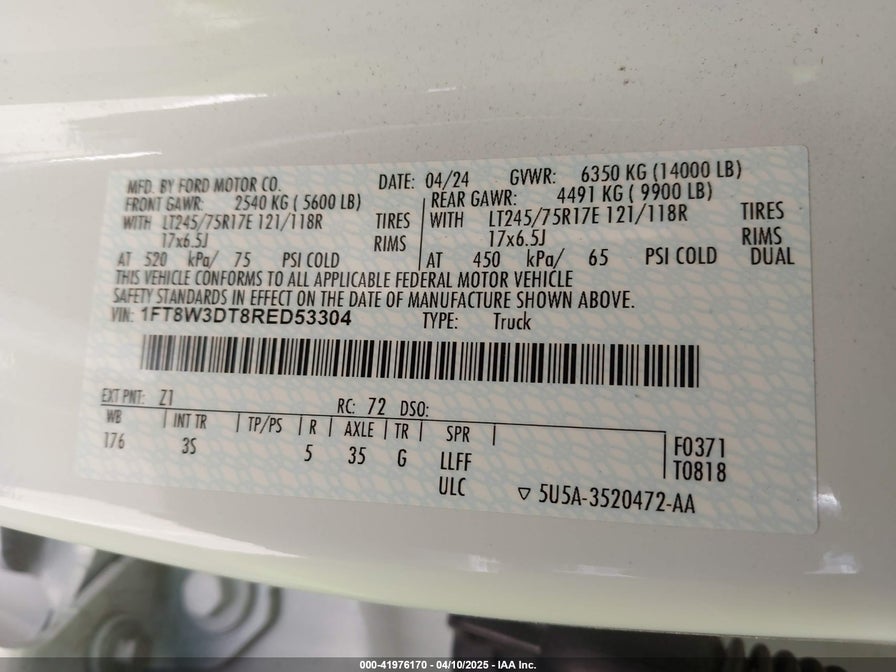 MFD. BY FORD MOTOR CO. DATE: 04/24 GVWR: 6350 KG (14000 LB)
FRONT GAWR: 2540 KG ( 5600 LB) REAR GAWR: 4491 KG ( 9900 LB)
WITH LT245/75R17E 121/118R TIRES WITH LT245/75R17E 121/118R TIRES
17x6.5J RIMS 17x6.5J RIMS
AT 520 kPa/ 75 PSI COLD AT 450 kPa/ 65 PSI COLD DUAL
THIS VEHICLE CONFORMS TO ALL APPLICABLE FEDERAL MOTOR VEHICLE
SAFETY STANDARDS IN EFFECT ON THE DATE OF MANUFACTURE SHOWN ABOVE.
VIN: 1FT8W3DT8RED53304 TYPE: Truck
EXT PNT: Z1 RC: 72 DSO:
WB INT TR TP/PS R AXLE TR SPR F0371
176 3S 5 35 G LLFF T0818
ULC ▽ 5U5A-3520472-AA
000-41976170 - 04/10/2025 - IAA Inc.